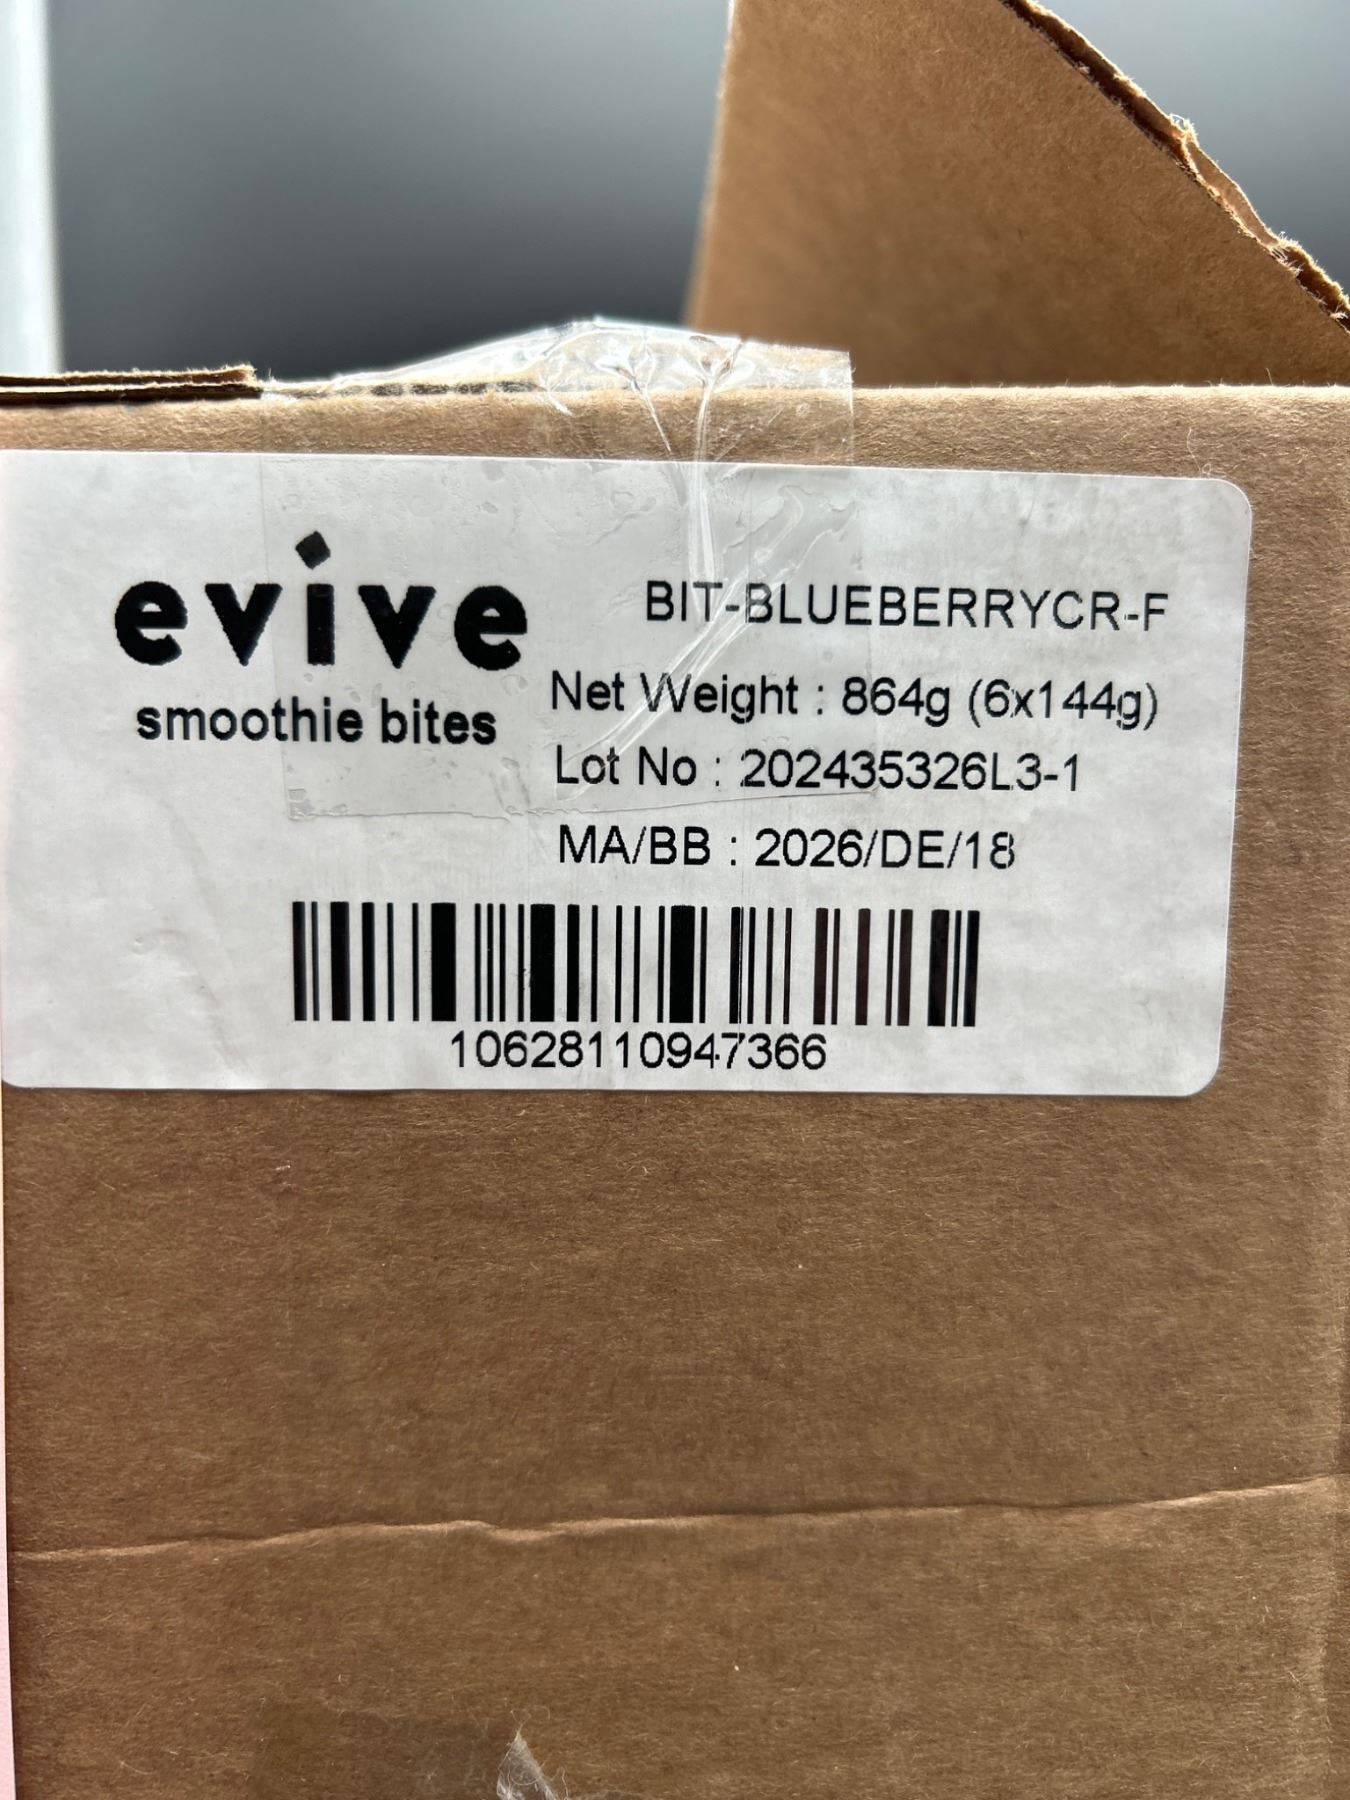 evive
smoothie bites
BIT-BLUEBERRYCR-F
Net Weight : 864g (6x144g)
Lot No : 202435326L3-1
MA/BB : 2026/DE/18
10628110947366